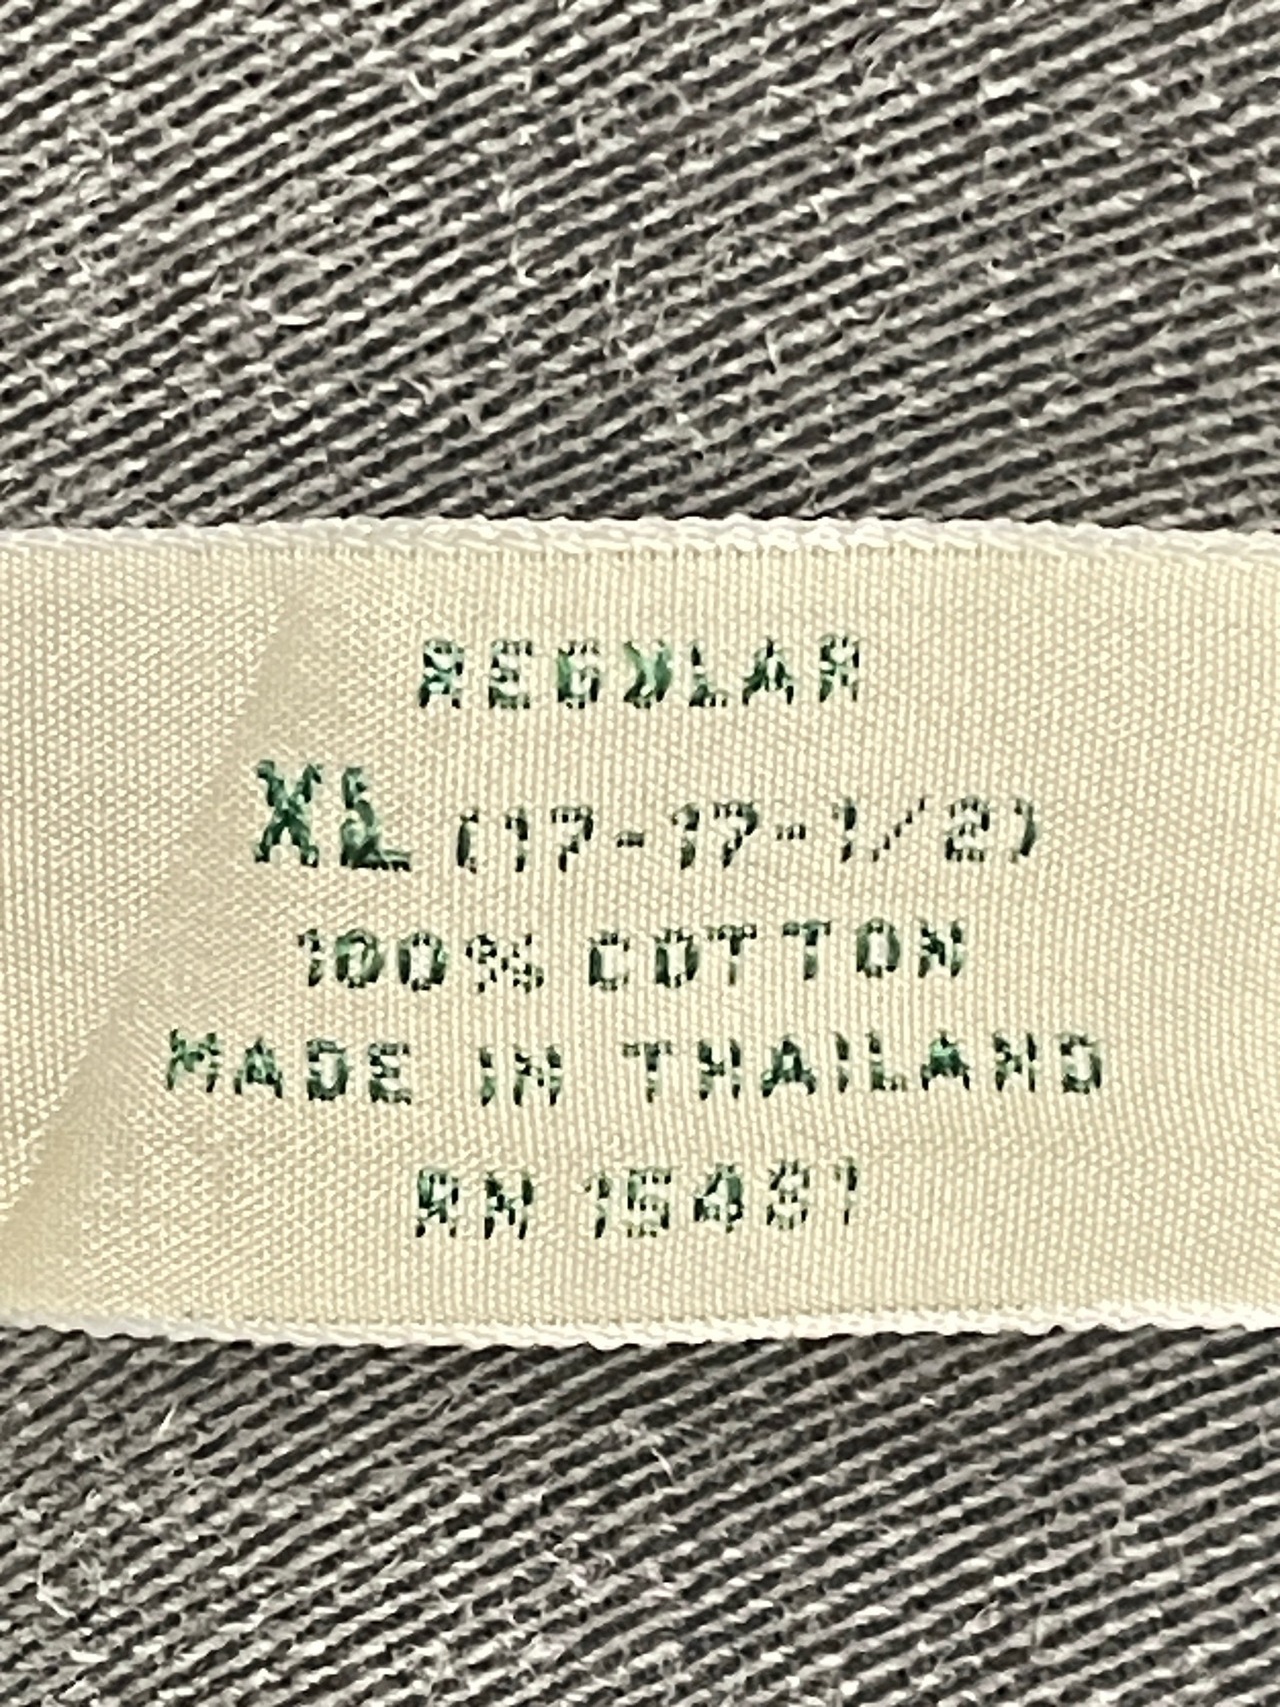 REGULAR
XL (17-17-1/2)
100% COTTON
MADE IN THAILAND
RN 15481